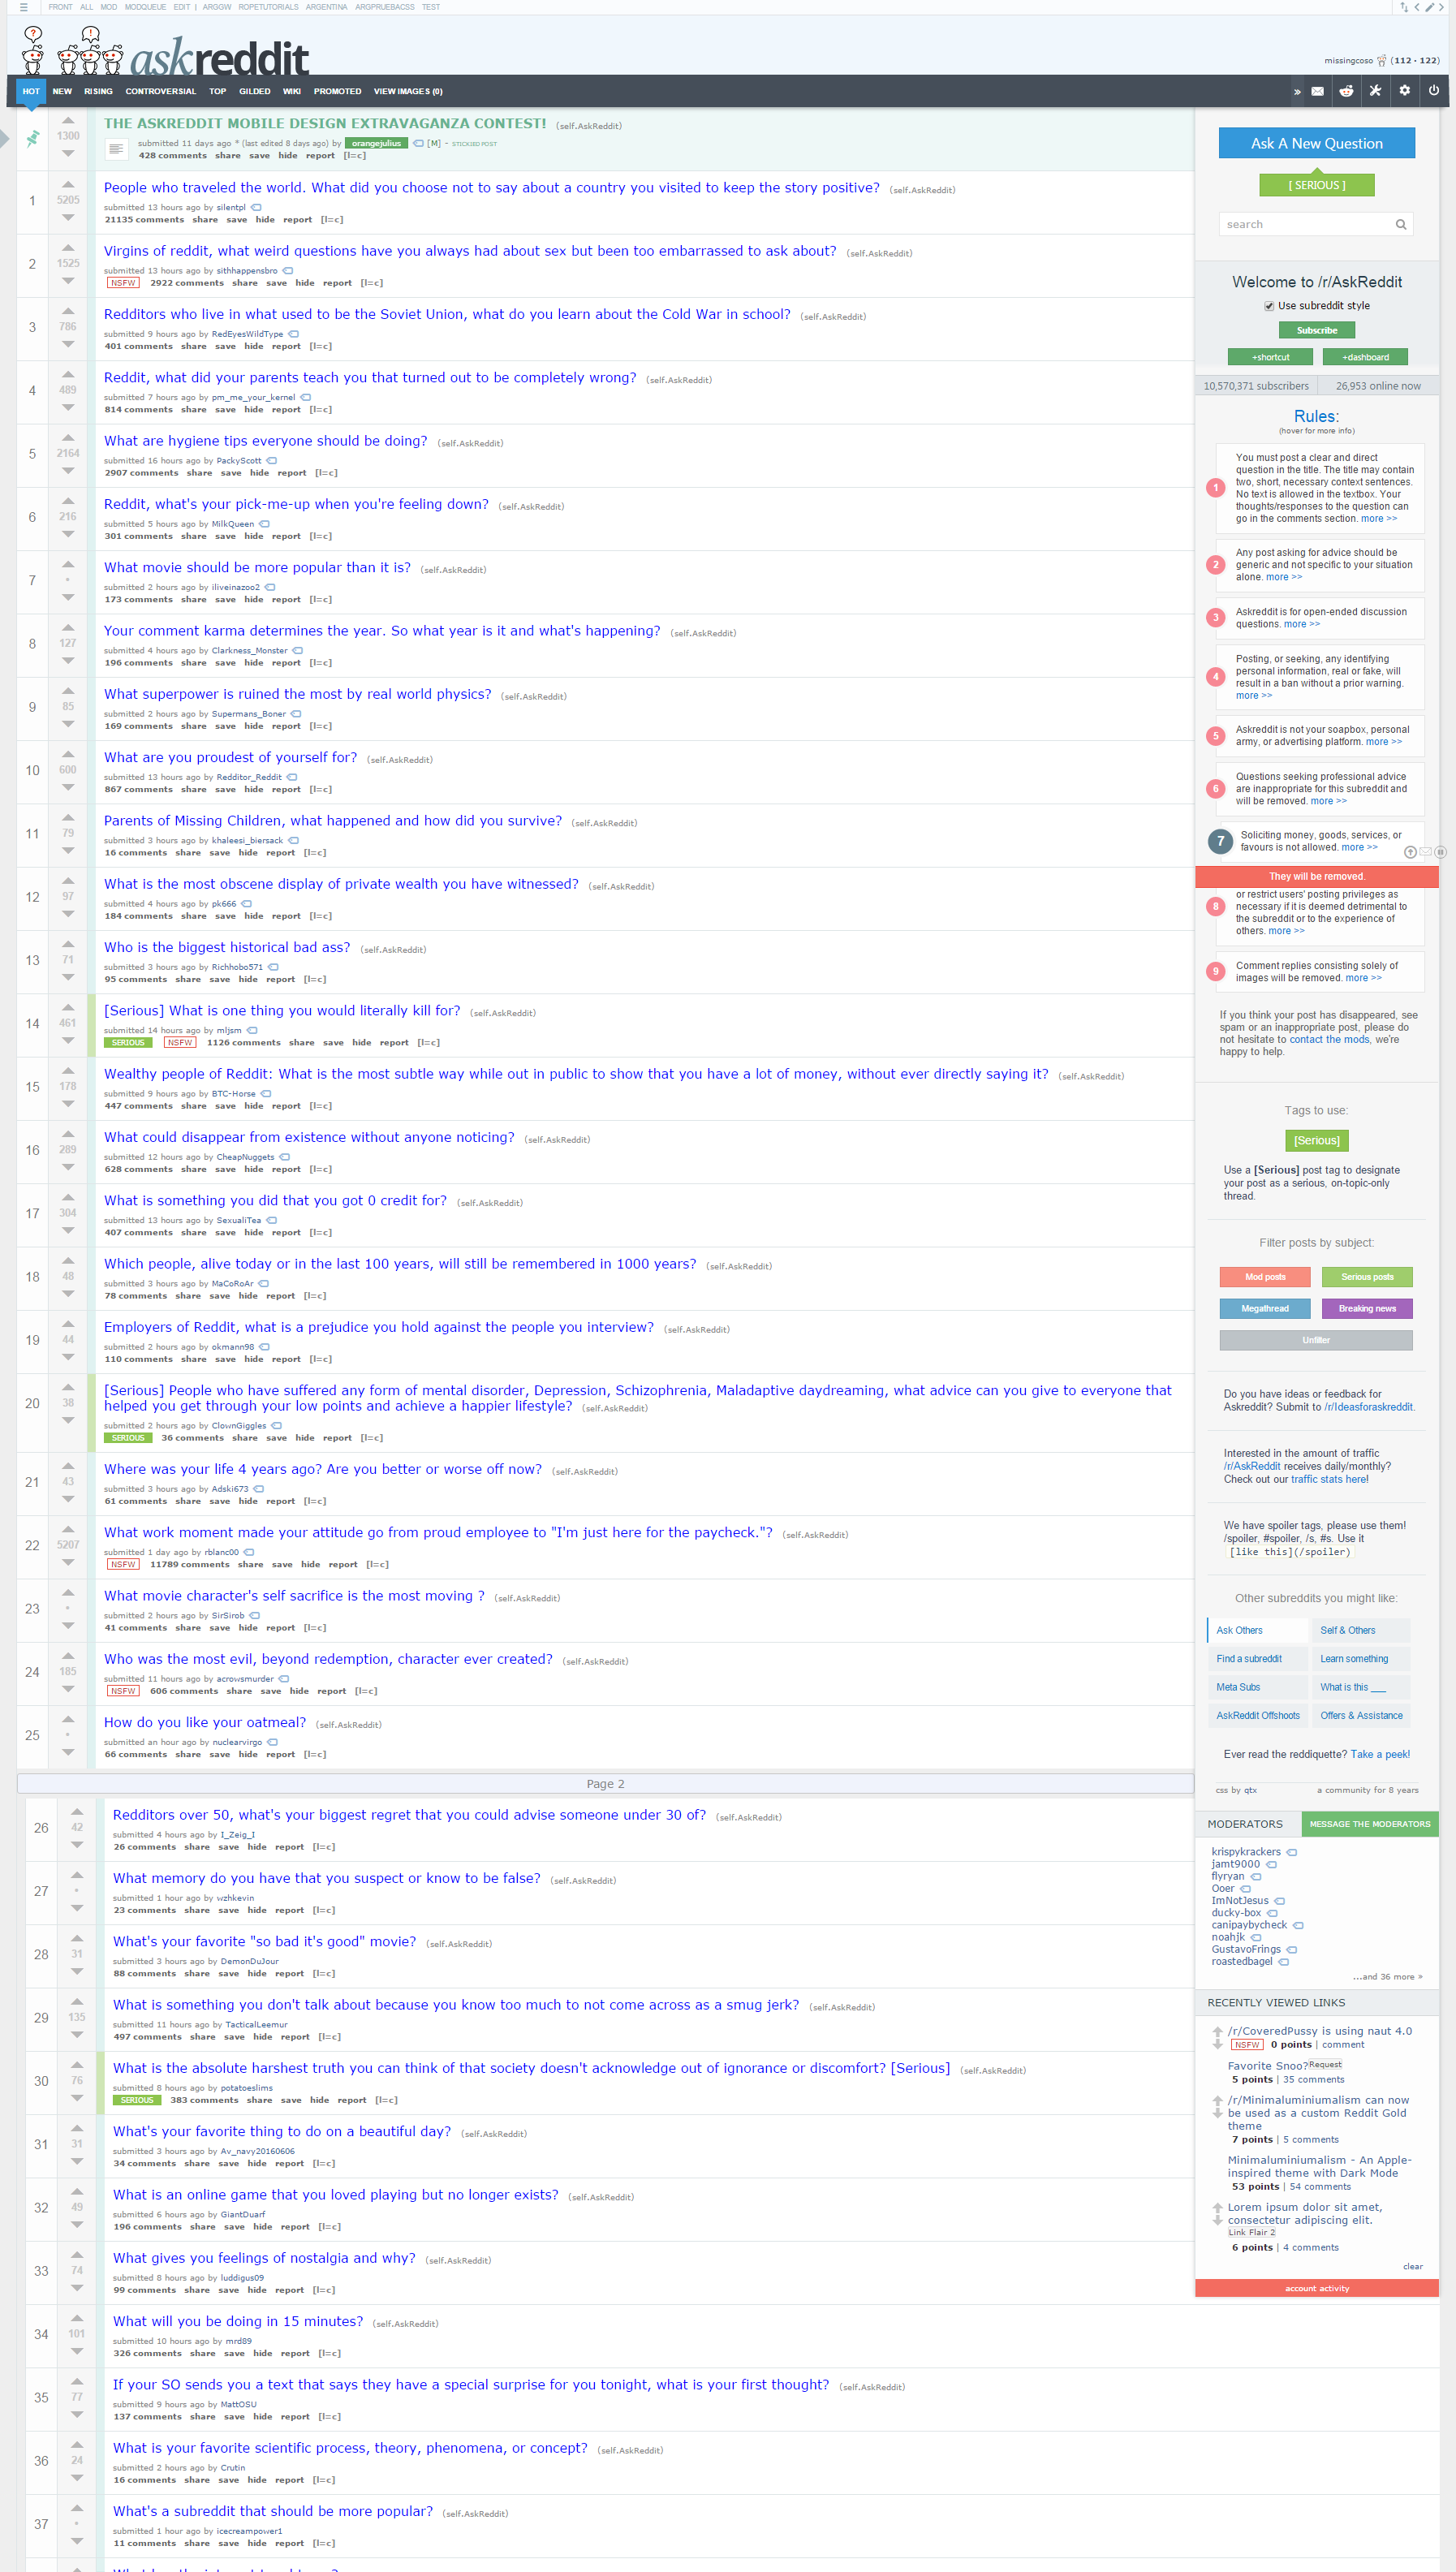 FRONT ALL MOD MODQUEUE EDIT | ARGGW ROPETUTORIALS ARGENTINA ARGPRUEBACSS TEST
? !
askreddit
missingcoso (112 · 122)
HOT NEW RISING CONTROVERSIAL TOP GILDED WIKI PROMOTED VIEW IMAGES (0)
1300
THE ASKREDDIT MOBILE DESIGN EXTRAVAGANZA CONTEST! (self.AskReddit)
submitted 11 days ago * (last edited 8 days ago) by orangejulius [M] - STICKIED POST
428 comments share save hide report [l=c]
1 5205
People who traveled the world. What did you choose not to say about a country you visited to keep the story positive? (self.AskReddit)
submitted 13 hours ago by silentpl
21135 comments share save hide report [l=c]
2 1525
Virgins of reddit, what weird questions have you always had about sex but been too embarrassed to ask about? (self.AskReddit)
submitted 13 hours ago by sithhappensbro
NSFW 2922 comments share save hide report [l=c]
3 786
Redditors who live in what used to be the Soviet Union, what do you learn about the Cold War in school? (self.AskReddit)
submitted 9 hours ago by RedEyesWildType
401 comments share save hide report [l=c]
4 489
Reddit, what did your parents teach you that turned out to be completely wrong? (self.AskReddit)
submitted 7 hours ago by pm_me_your_kernel
814 comments share save hide report [l=c]
5 2164
What are hygiene tips everyone should be doing? (self.AskReddit)
submitted 16 hours ago by PackyScott
2907 comments share save hide report [l=c]
6 216
Reddit, what's your pick-me-up when you're feeling down? (self.AskReddit)
submitted 5 hours ago by MilkQueen
301 comments share save hide report [l=c]
7 •
What movie should be more popular than it is? (self.AskReddit)
submitted 2 hours ago by iliveinazoo2
173 comments share save hide report [l=c]
8 127
Your comment karma determines the year. So what year is it and what's happening? (self.AskReddit)
submitted 4 hours ago by Clarkness_Monster
196 comments share save hide report [l=c]
9 85
What superpower is ruined the most by real world physics? (self.AskReddit)
submitted 2 hours ago by Supermans_Boner
169 comments share save hide report [l=c]
10 600
What are you proudest of yourself for? (self.AskReddit)
submitted 13 hours ago by Redditor_Reddit
867 comments share save hide report [l=c]
11 79
Parents of Missing Children, what happened and how did you survive? (self.AskReddit)
submitted 3 hours ago by khaleesi_biersack
16 comments share save hide report [l=c]
12 97
What is the most obscene display of private wealth you have witnessed? (self.AskReddit)
submitted 4 hours ago by pk666
184 comments share save hide report [l=c]
13 71
Who is the biggest historical bad ass? (self.AskReddit)
submitted 3 hours ago by Richhobo571
95 comments share save hide report [l=c]
14 461
[Serious] What is one thing you would literally kill for? (self.AskReddit)
submitted 14 hours ago by mljsm
SERIOUS NSFW 1126 comments share save hide report [l=c]
15 178
Wealthy people of Reddit: What is the most subtle way while out in public to show that you have a lot of money, without ever directly saying it? (self.AskReddit)
submitted 9 hours ago by BTC-Horse
447 comments share save hide report [l=c]
16 289
What could disappear from existence without anyone noticing? (self.AskReddit)
submitted 12 hours ago by CheapNuggets
628 comments share save hide report [l=c]
17 304
What is something you did that you got 0 credit for? (self.AskReddit)
submitted 13 hours ago by SexualiTea
407 comments share save hide report [l=c]
18 48
Which people, alive today or in the last 100 years, will still be remembered in 1000 years? (self.AskReddit)
submitted 3 hours ago by MaCoRoAr
78 comments share save hide report [l=c]
19 44
Employers of Reddit, what is a prejudice you hold against the people you interview? (self.AskReddit)
submitted 2 hours ago by okmann98
110 comments share save hide report [l=c]
20 38
[Serious] People who have suffered any form of mental disorder, Depression, Schizophrenia, Maladaptive daydreaming, what advice can you give to everyone that
helped you get through your low points and achieve a happier lifestyle? (self.AskReddit)
submitted 2 hours ago by ClownGiggles
SERIOUS 36 comments share save hide report [l=c]
21 43
Where was your life 4 years ago? Are you better or worse off now? (self.AskReddit)
submitted 3 hours ago by Adski673
61 comments share save hide report [l=c]
22 5207
What work moment made your attitude go from proud employee to "I'm just here for the paycheck."? (self.AskReddit)
submitted 1 day ago by rblanc00
NSFW 11789 comments share save hide report [l=c]
23 •
What movie character's self sacrifice is the most moving ? (self.AskReddit)
submitted 2 hours ago by SirSirob
41 comments share save hide report [l=c]
24 185
Who was the most evil, beyond redemption, character ever created? (self.AskReddit)
submitted 11 hours ago by acrowsmurder
NSFW 606 comments share save hide report [l=c]
25 •
How do you like your oatmeal? (self.AskReddit)
submitted an hour ago by nuclearvirgo
66 comments share save hide report [l=c]
Page 2
26 42
Redditors over 50, what's your biggest regret that you could advise someone under 30 of? (self.AskReddit)
submitted 4 hours ago by I_Zeig_I
26 comments share save hide report [l=c]
27 •
What memory do you have that you suspect or know to be false? (self.AskReddit)
submitted 1 hour ago by wzhkevin
23 comments share save hide report [l=c]
28 31
What's your favorite "so bad it's good" movie? (self.AskReddit)
submitted 3 hours ago by DemonDuJour
88 comments share save hide report [l=c]
29 135
What is something you don't talk about because you know too much to not come across as a smug jerk? (self.AskReddit)
submitted 11 hours ago by TacticalLeemur
497 comments share save hide report [l=c]
30 76
What is the absolute harshest truth you can think of that society doesn't acknowledge out of ignorance or discomfort? [Serious] (self.AskReddit)
submitted 8 hours ago by potatoeslims
SERIOUS 383 comments share save hide report [l=c]
31 31
What's your favorite thing to do on a beautiful day? (self.AskReddit)
submitted 3 hours ago by Av_navy20160606
34 comments share save hide report [l=c]
32 49
What is an online game that you loved playing but no longer exists? (self.AskReddit)
submitted 6 hours ago by GiantDuarf
196 comments share save hide report [l=c]
33 74
What gives you feelings of nostalgia and why? (self.AskReddit)
submitted 8 hours ago by luddigus09
99 comments share save hide report [l=c]
34 101
What will you be doing in 15 minutes? (self.AskReddit)
submitted 10 hours ago by mrd89
326 comments share save hide report [l=c]
35 77
If your SO sends you a text that says they have a special surprise for you tonight, what is your first thought? (self.AskReddit)
submitted 9 hours ago by MattOSU
137 comments share save hide report [l=c]
36 24
What is your favorite scientific process, theory, phenomena, or concept? (self.AskReddit)
submitted 2 hours ago by Crutin
16 comments share save hide report [l=c]
37 •
What's a subreddit that should be more popular? (self.AskReddit)
submitted 1 hour ago by icecreampower1
11 comments share save hide report [l=c]
Ask A New Question
[ SERIOUS ]
search
Welcome to /r/AskReddit
Use subreddit style
Subscribe
+shortcut +dashboard
10,570,371 subscribers 26,953 online now
Rules:
(hover for more info)
1
You must post a clear and direct
question in the title. The title may contain
two, short, necessary context sentences.
No text is allowed in the textbox. Your
thoughts/responses to the question can
go in the comments section. more >>
2
Any post asking for advice should be
generic and not specific to your situation
alone. more >>
3
Askreddit is for open-ended discussion
questions. more >>
4
Posting, or seeking, any identifying
personal information, real or fake, will
result in a ban without a prior warning.
more >>
5
Askreddit is not your soapbox, personal
army, or advertising platform. more >>
6
Questions seeking professional advice
are inappropriate for this subreddit and
will be removed. more >>
7
Soliciting money, goods, services, or
favours is not allowed. more >>
They will be removed.
8
or restrict users' posting privileges as
necessary if it is deemed detrimental to
the subreddit or to the experience of
others. more >>
9
Comment replies consisting solely of
images will be removed. more >>
If you think your post has disappeared, see
spam or an inappropriate post, please do
not hesitate to contact the mods, we're
happy to help.
Tags to use:
[Serious]
Use a [Serious] post tag to designate
your post as a serious, on-topic-only
thread.
Filter posts by subject:
Mod posts Serious posts
Megathread Breaking news
Unfilter
Do you have ideas or feedback for
Askreddit? Submit to /r/Ideasforaskreddit.
Interested in the amount of traffic
/r/AskReddit receives daily/monthly?
Check out our traffic stats here!
We have spoiler tags, please use them!
/spoiler, #spoiler, /s, #s. Use it
[like this](/spoiler)
Other subreddits you might like:
Ask Others Self & Others
Find a subreddit Learn something
Meta Subs What is this ___
AskReddit Offshoots Offers & Assistance
Ever read the reddiquette? Take a peek!
css by qtx a community for 8 years
MODERATORS MESSAGE THE MODERATORS
krispykrackers
jamt9000
flyryan
Ooer
ImNotJesus
ducky-box
canipaybycheck
noahjk
GustavoFrings
roastedbagel
...and 36 more »
RECENTLY VIEWED LINKS
/r/CoveredPussy is using naut 4.0
NSFW 0 points | comment
Favorite Snoo? Request
5 points | 35 comments
/r/Minimaluminiumalism can now
be used as a custom Reddit Gold
theme
7 points | 5 comments
Minimaluminiumalism - An Apple-
inspired theme with Dark Mode
53 points | 54 comments
Lorem ipsum dolor sit amet,
consectetur adipiscing elit.
Link Flair 2
6 points | 4 comments
clear
account activity